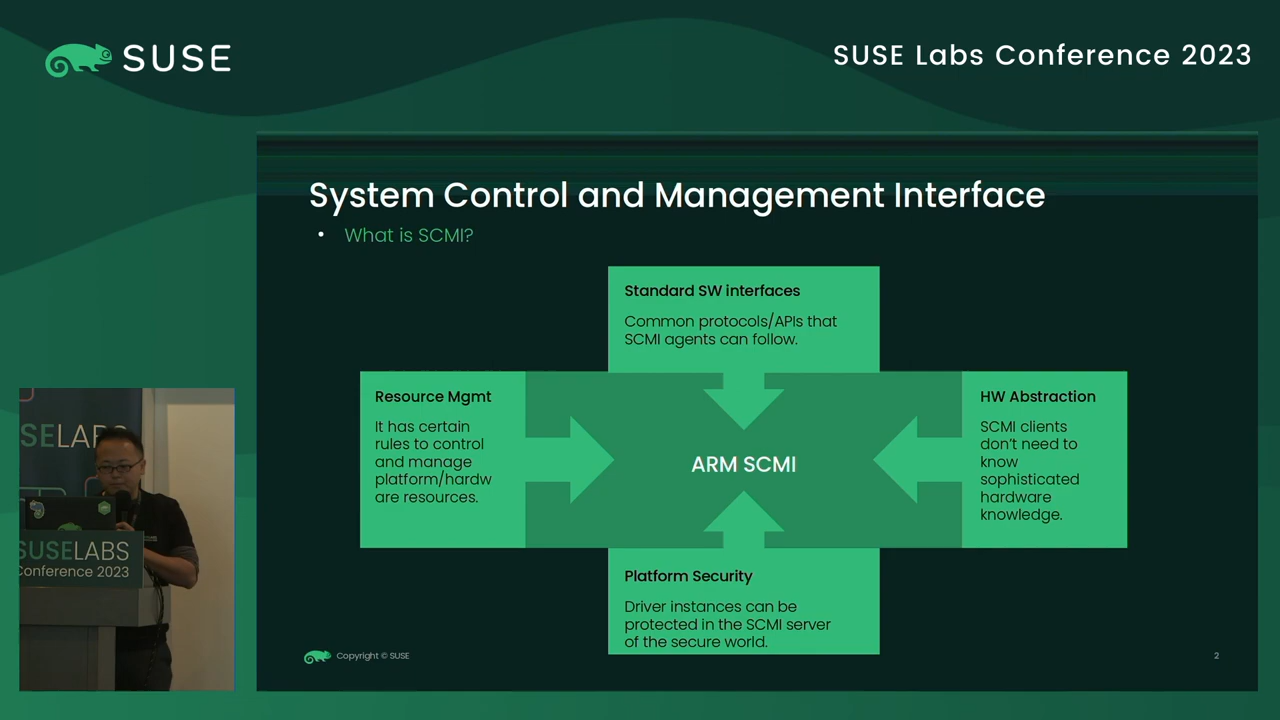 SUSE
SUSE Labs Conference 2023
System Control and Management Interface
• What is SCMI?
Standard SW interfaces
Common protocols/APIs that
SCMI agents can follow.
Resource Mgmt
It has certain
rules to control
and manage
platform/hardw
are resources.
ARM SCMI
HW Abstraction
SCMI clients
don't need to
know
sophisticated
hardware
knowledge.
Platform Security
Driver instances can be
protected in the SCMI server
of the secure world.
Copyright © SUSE
2
SELABS
SUSELABS
Conference 2023